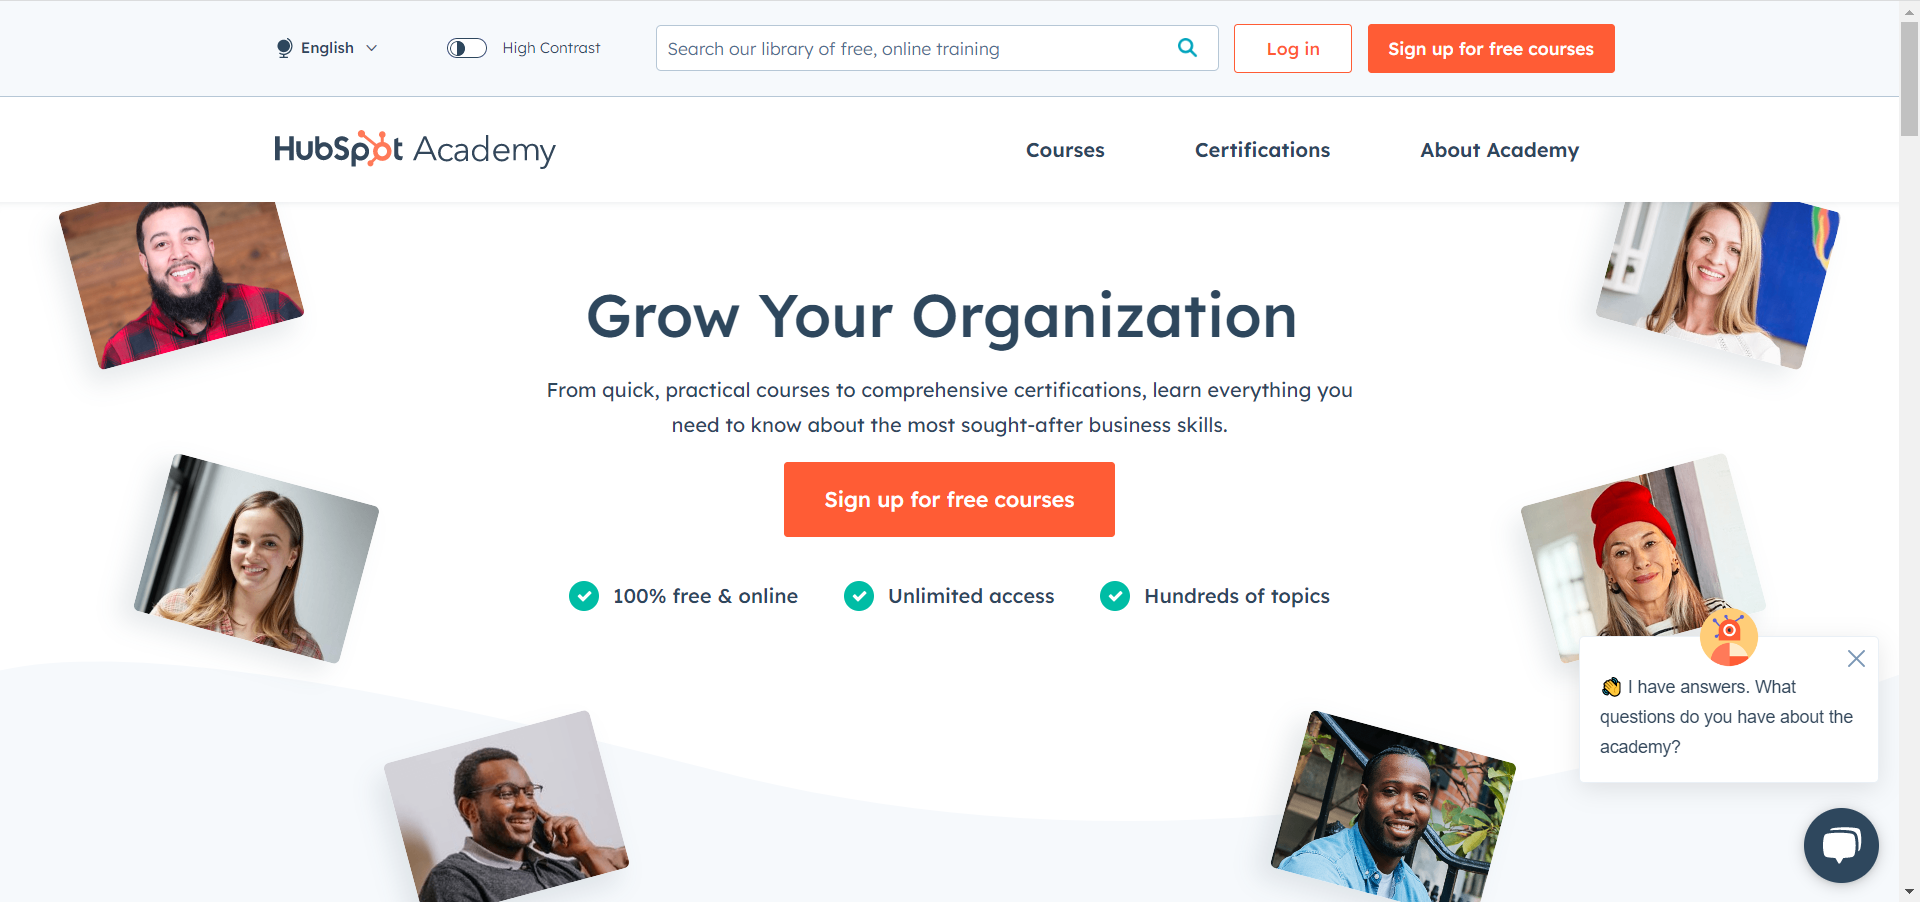 English
High Contrast
Search our library of free, online training
Log in
Sign up for free courses
HubSpot Academy
Courses
Certifications
About Academy
Grow Your Organization
From quick, practical courses to comprehensive certifications, learn everything you
need to know about the most sought-after business skills.
Sign up for free courses
100% free & online
Unlimited access
Hundreds of topics
👋 I have answers. What
questions do you have about the
academy?